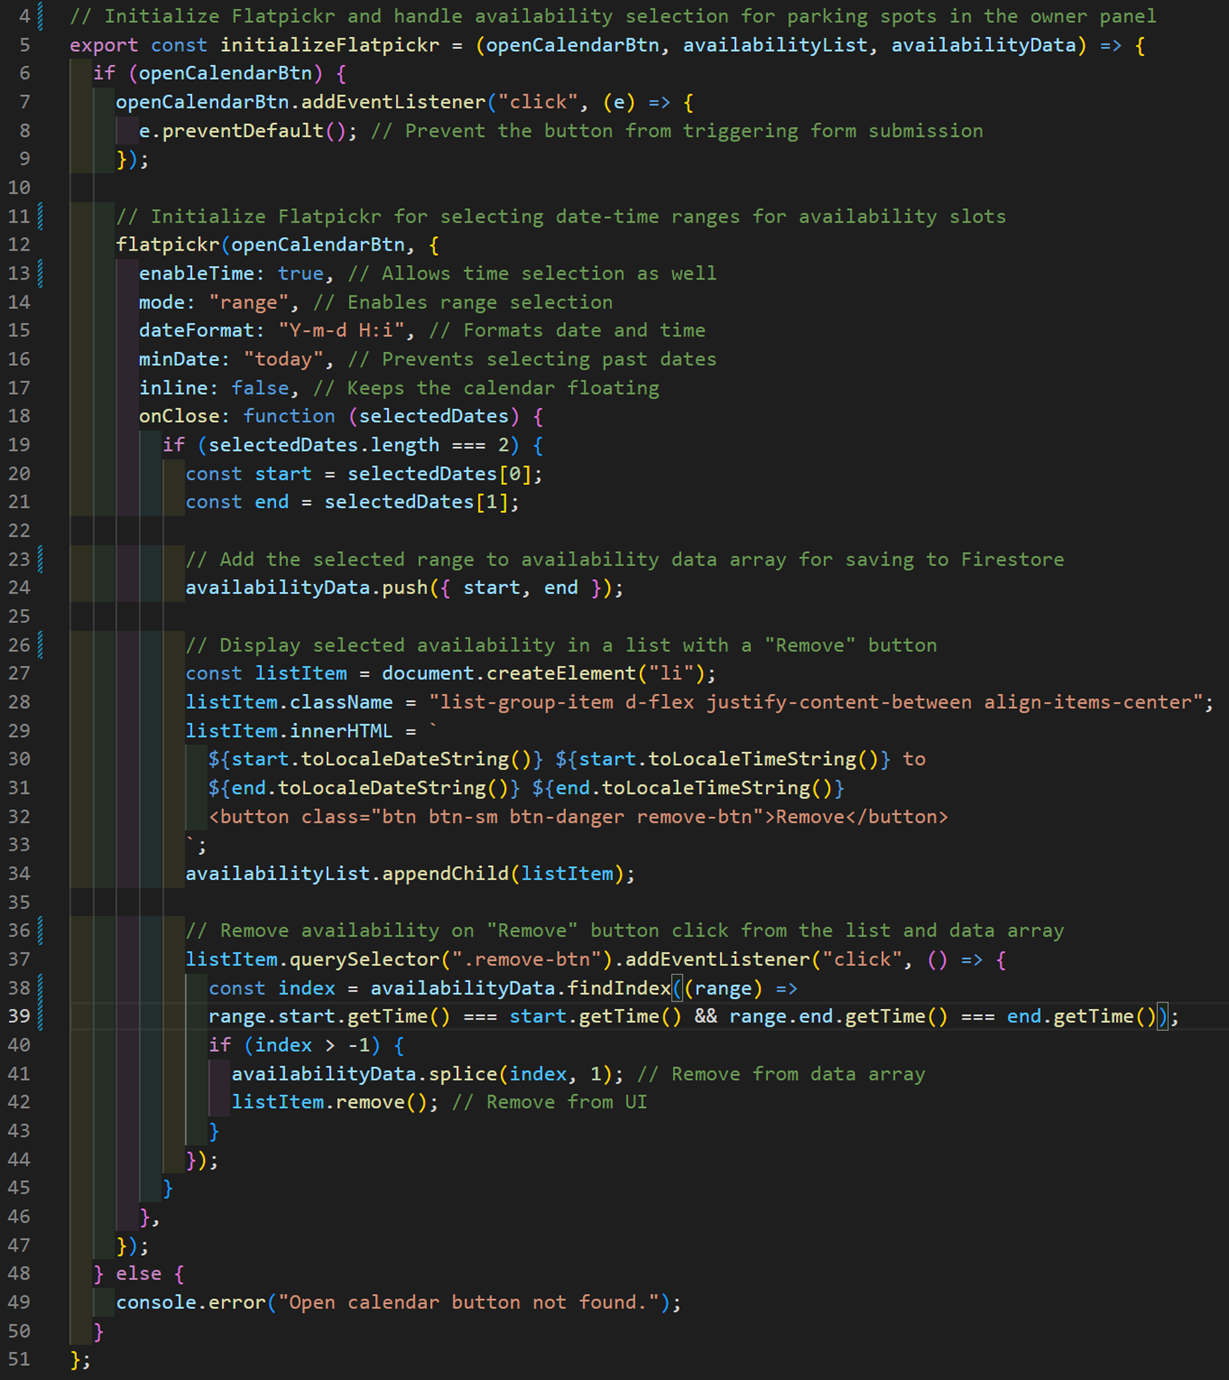 4 // Initialize Flatpickr and handle availability selection for parking spots in the owner panel
5 export const initializeFlatpickr = (openCalendarBtn, availabilityList, availabilityData) => {
6   if (openCalendarBtn) {
7     openCalendarBtn.addEventListener("click", (e) => {
8       e.preventDefault(); // Prevent the button from triggering form submission
9     });
10
11     // Initialize Flatpickr for selecting date-time ranges for availability slots
12     flatpickr(openCalendarBtn, {
13       enableTime: true, // Allows time selection as well
14       mode: "range", // Enables range selection
15       dateFormat: "Y-m-d H:i", // Formats date and time
16       minDate: "today", // Prevents selecting past dates
17       inline: false, // Keeps the calendar floating
18       onClose: function (selectedDates) {
19         if (selectedDates.length === 2) {
20           const start = selectedDates[0];
21           const end = selectedDates[1];
22
23           // Add the selected range to availability data array for saving to Firestore
24           availabilityData.push({ start, end });
25
26           // Display selected availability in a list with a "Remove" button
27           const listItem = document.createElement("li");
28           listItem.className = "list-group-item d-flex justify-content-between align-items-center";
29           listItem.innerHTML = `
30             ${start.toLocaleDateString()} ${start.toLocaleTimeString()} to
31             ${end.toLocaleDateString()} ${end.toLocaleTimeString()}
32             <button class="btn btn-sm btn-danger remove-btn">Remove</button>
33           `;
34           availabilityList.appendChild(listItem);
35
36           // Remove availability on "Remove" button click from the list and data array
37           listItem.querySelector(".remove-btn").addEventListener("click", () => {
38             const index = availabilityData.findIndex((range) =>
39             range.start.getTime() === start.getTime() && range.end.getTime() === end.getTime());
40             if (index > -1) {
41               availabilityData.splice(index, 1); // Remove from data array
42               listItem.remove(); // Remove from UI
43             }
44           });
45         }
46       },
47     });
48   } else {
49     console.error("Open calendar button not found.");
50   }
51 };